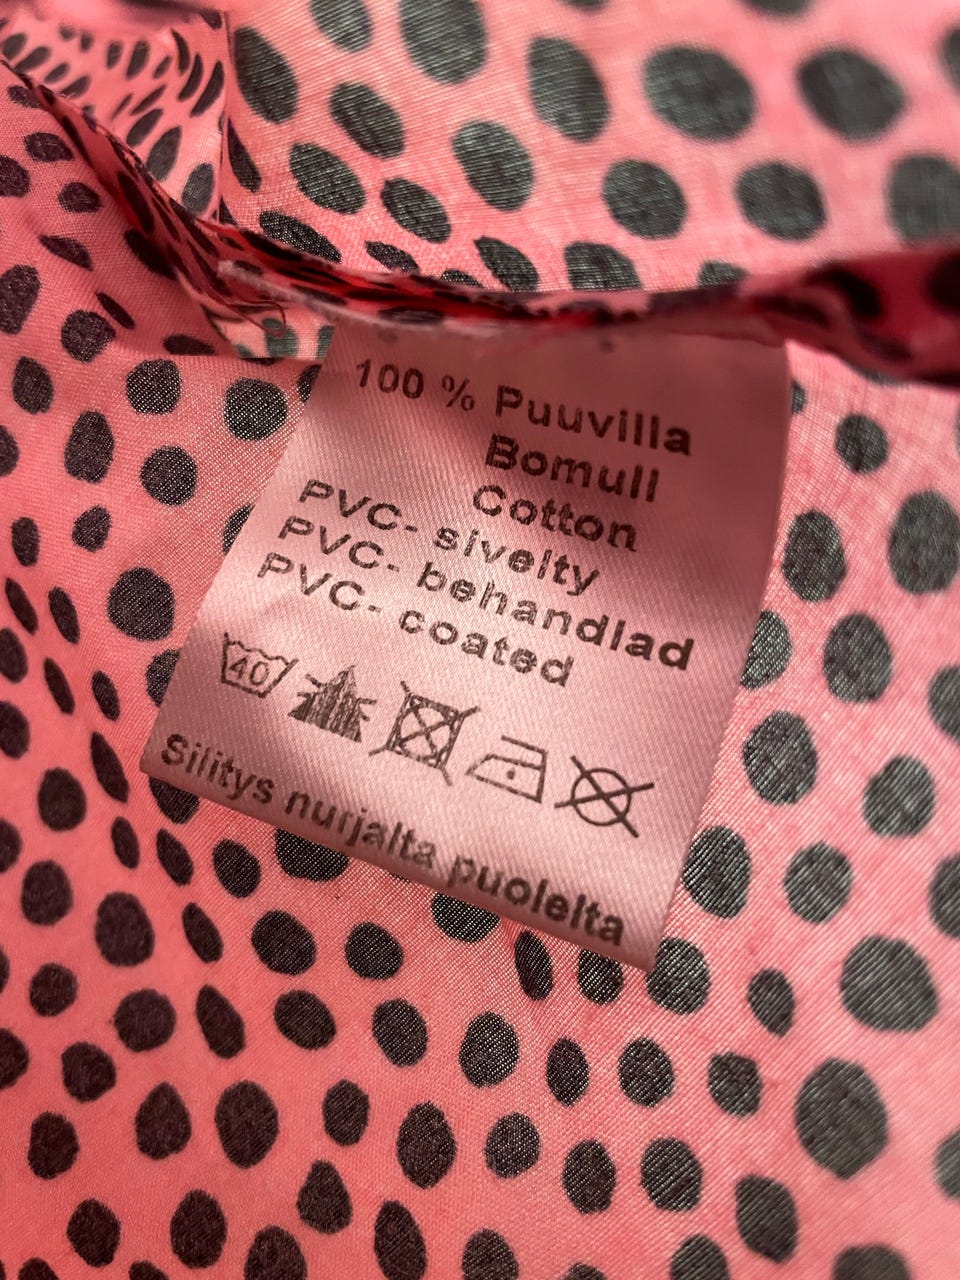 100 % Puuvilla
Bomull
Cotton
PVC- sivelty
PVC- behandlad
PVC- coated
40
Silitys nurjalta puolelta